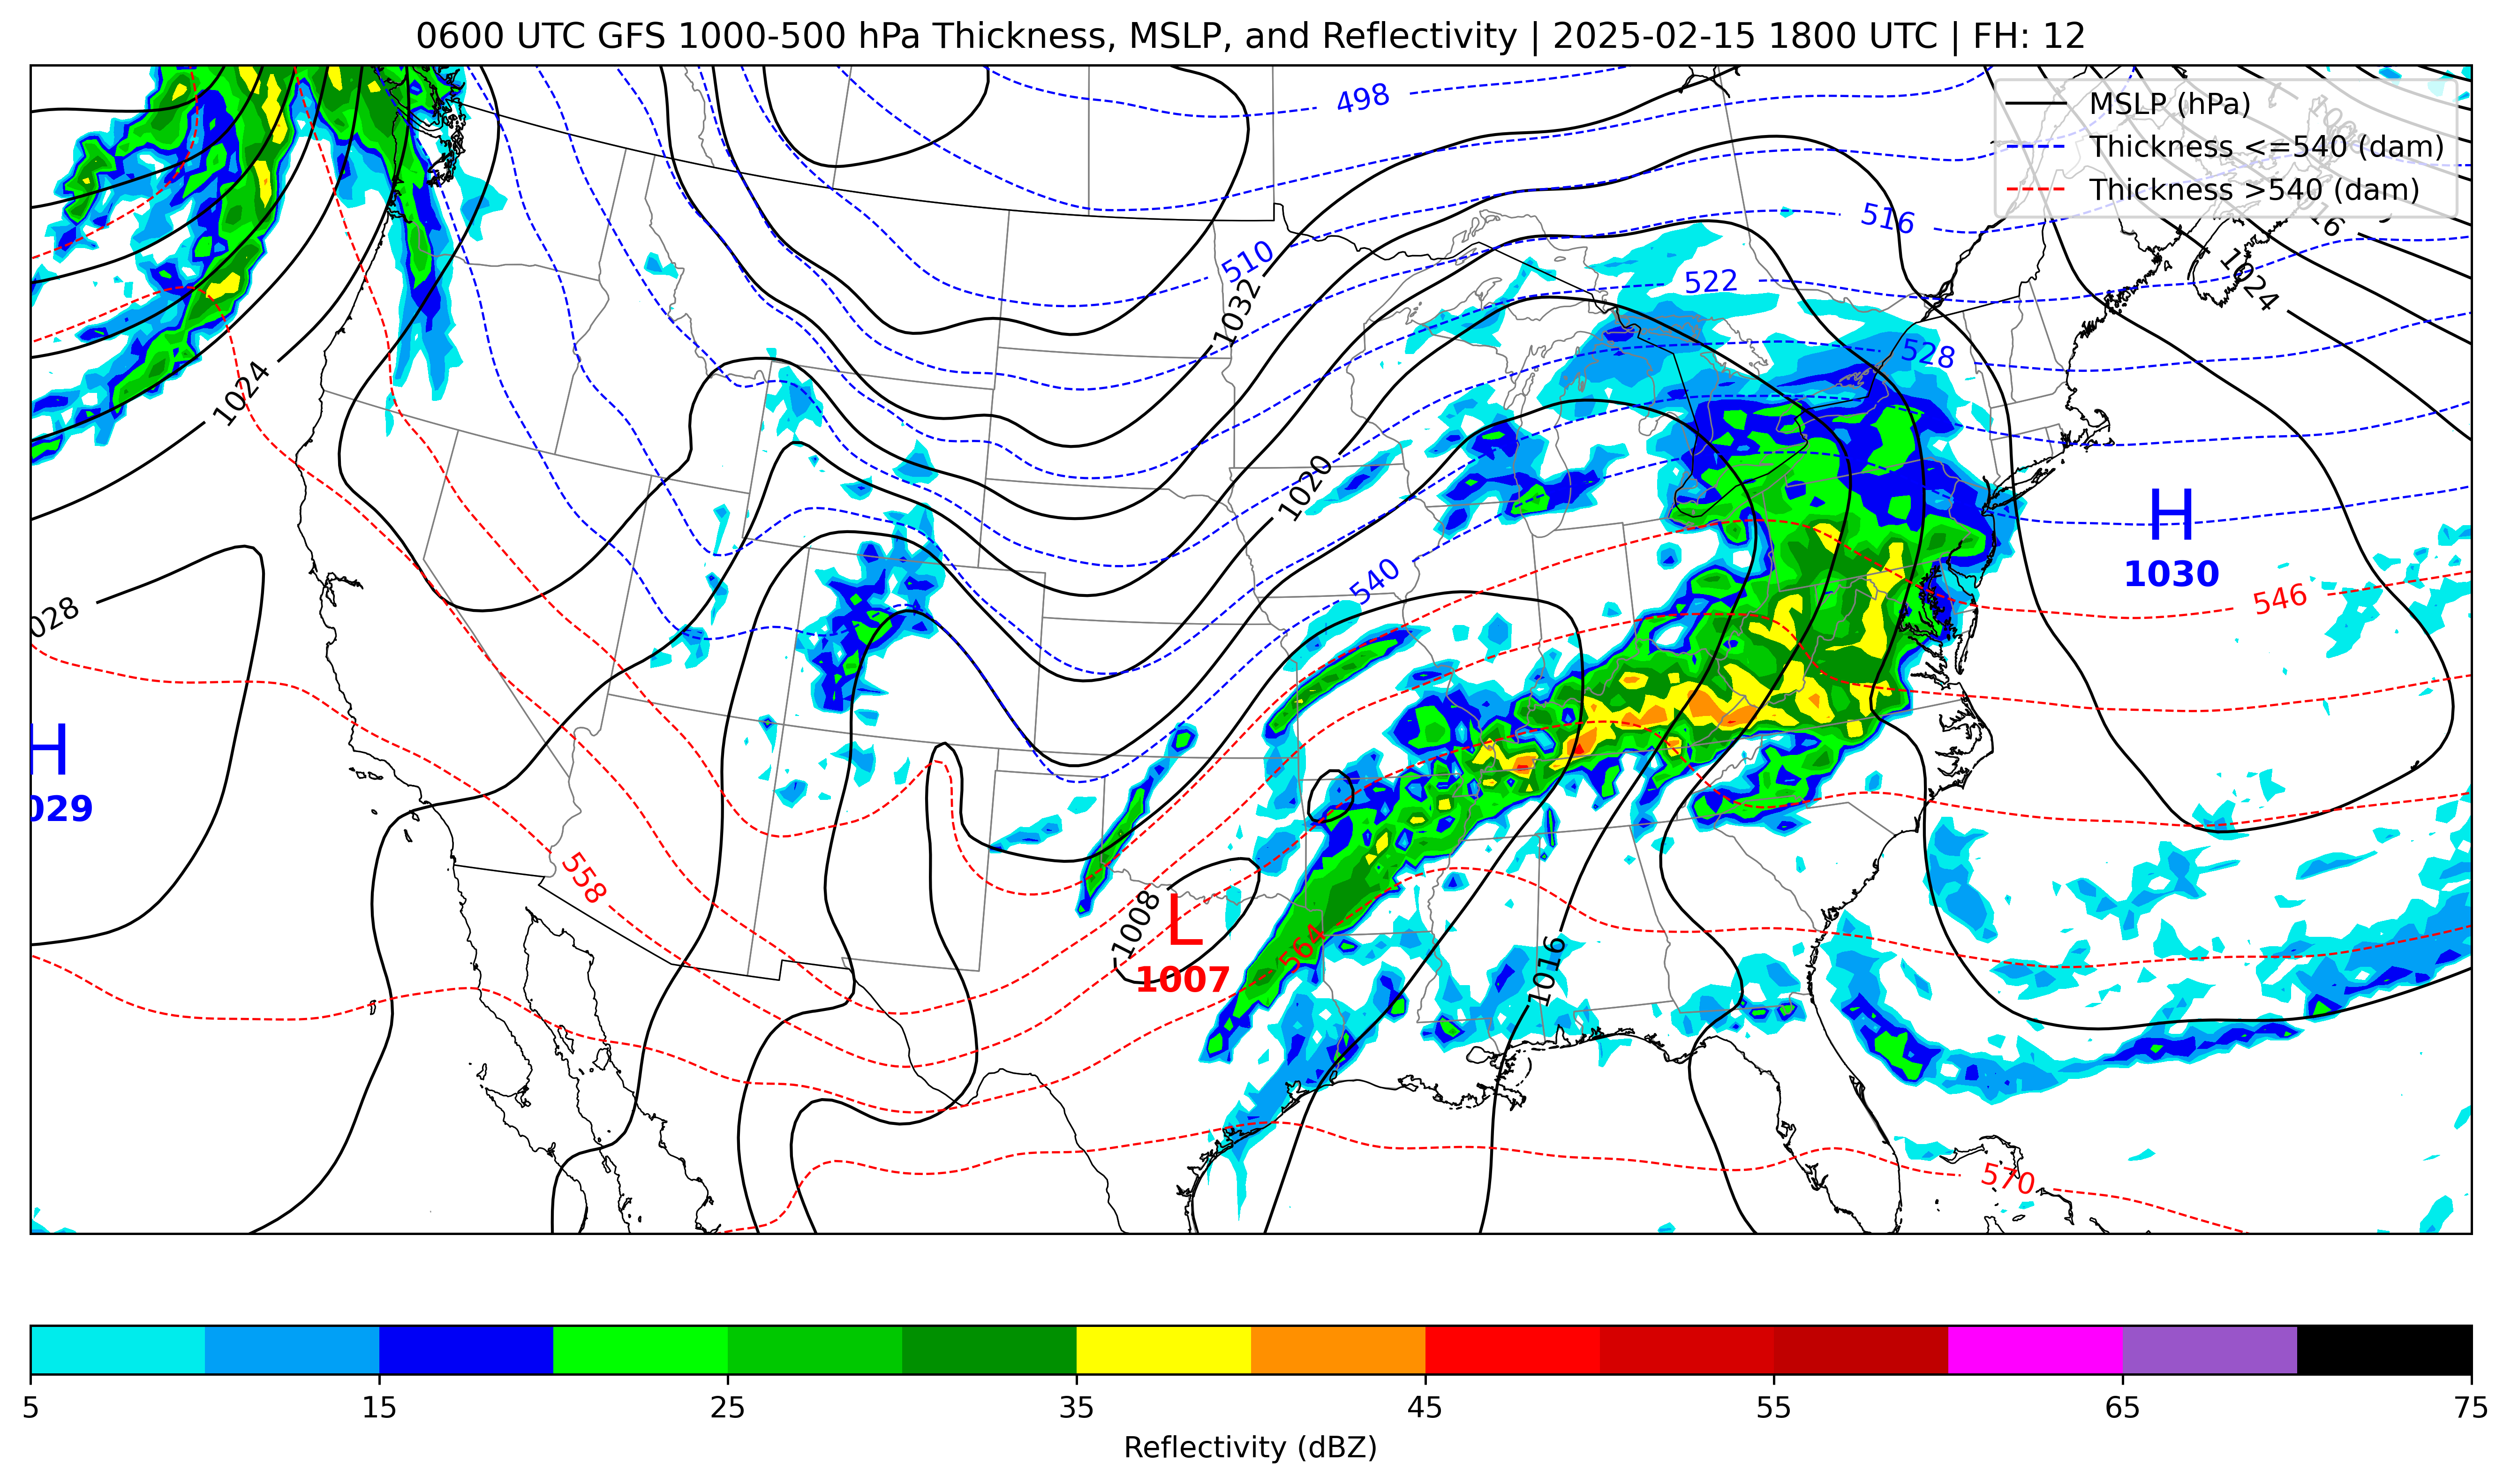 0600 UTC GFS 1000-500 hPa Thickness, MSLP, and Reflectivity | 2025-02-15 1800 UTC | FH: 12
498
MSLP (hPa)
Thickness <=540 (dam)
Thickness >540 (dam)
516
1016
510
522
1024
1032
528
1024
1020
H
1030
540
546
028
H
029
558
1008
L
1007
564
1016
570
5 15 25 35 45 55 65 75
Reflectivity (dBZ)